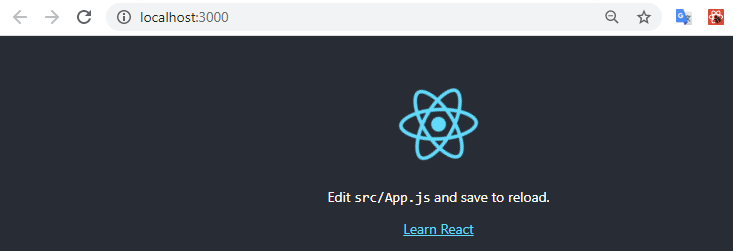 localhost:3000
Edit src/App.js and save to reload.
Learn React